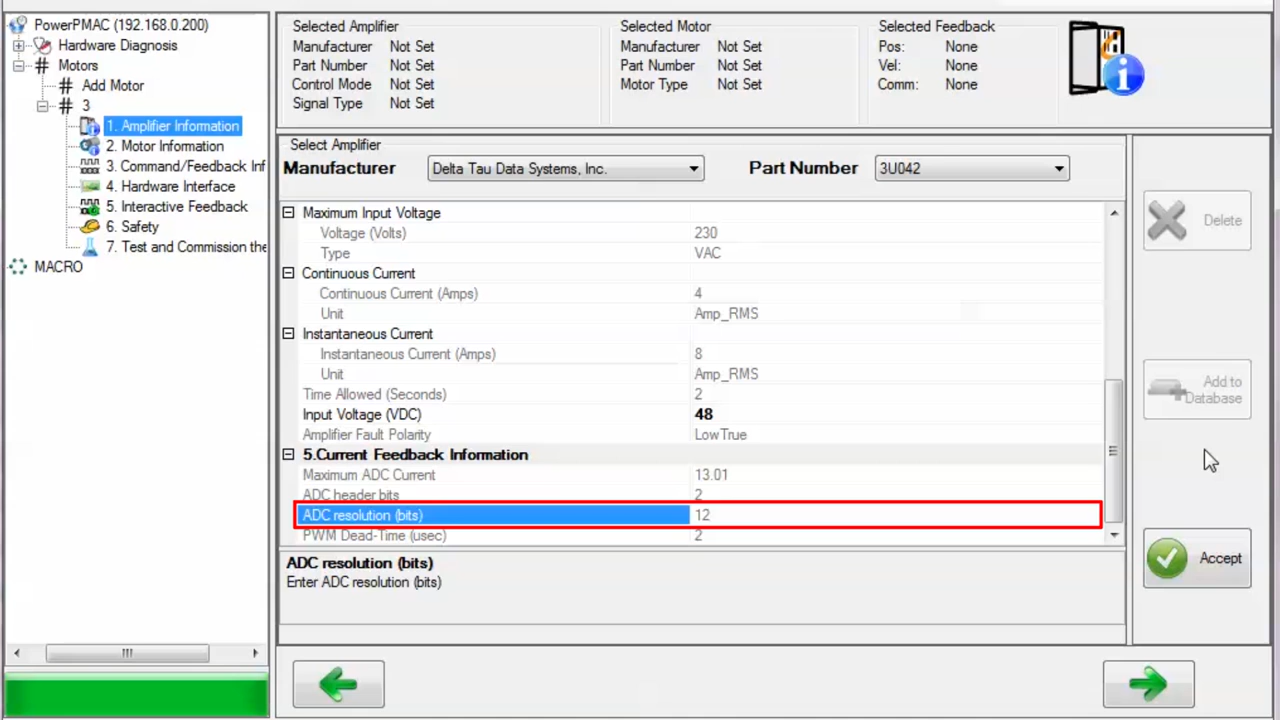 PowerPMAC (192.168.0.200)
Hardware Diagnosis
Motors
Add Motor
3
1. Amplifier Information
2. Motor Information
3. Command/Feedback Inf
4. Hardware Interface
5. Interactive Feedback
6. Safety
7. Test and Commission the
MACRO
Selected Amplifier
Manufacturer Not Set
Part Number Not Set
Control Mode Not Set
Signal Type Not Set
Selected Motor
Manufacturer Not Set
Part Number Not Set
Motor Type Not Set
Selected Feedback
Pos: None
Vel: None
Comm: None
Select Amplifier
Manufacturer Delta Tau Data Systems, Inc. Part Number 3U042
Maximum Input Voltage
Voltage (Volts) 230
Type VAC
Continuous Current
Continuous Current (Amps) 4
Unit Amp_RMS
Instantaneous Current
Instantaneous Current (Amps) 8
Unit Amp_RMS
Time Allowed (Seconds) 2
Input Voltage (VDC) 48
Amplifier Fault Polarity LowTrue
5.Current Feedback Information
Maximum ADC Current 13.01
ADC header bits 2
ADC resolution (bits) 12
PWM Dead-Time (usec) 2
ADC resolution (bits)
Enter ADC resolution (bits)
Delete
Add to
Database
Accept